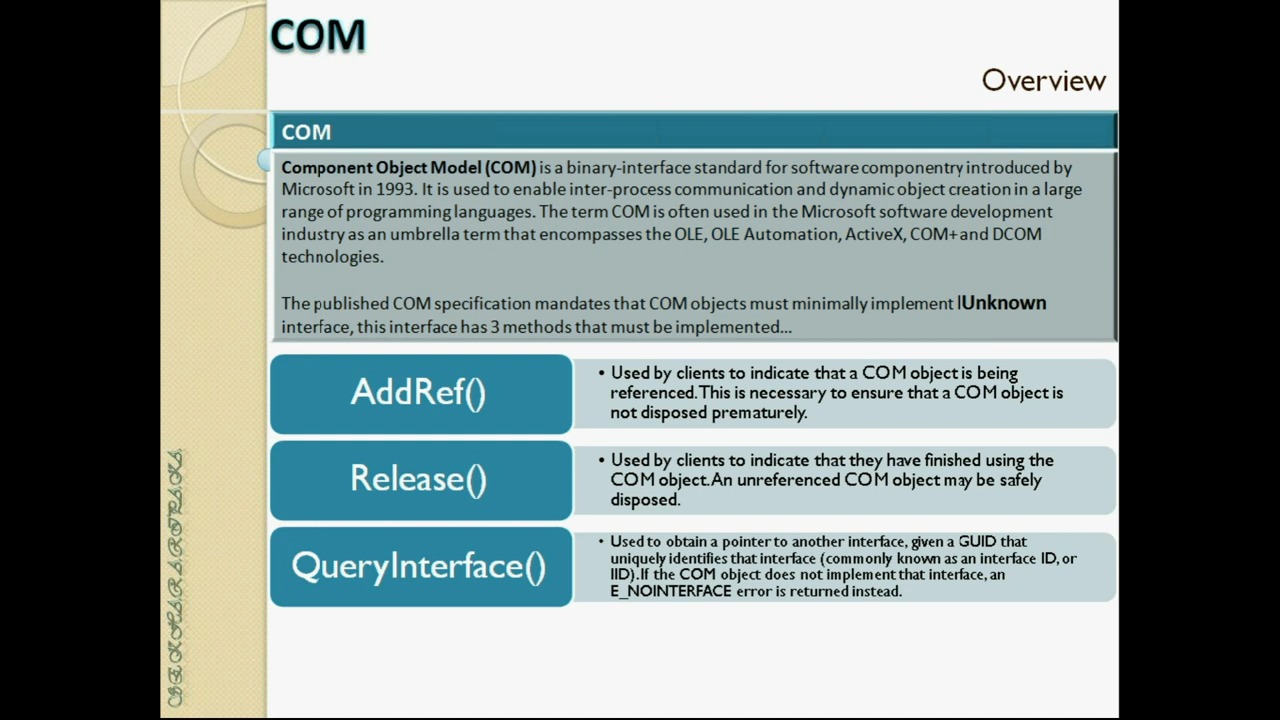 COM
Overview
COM
Component Object Model (COM) is a binary-interface standard for software componentry introduced by
Microsoft in 1993. It is used to enable inter-process communication and dynamic object creation in a large
range of programming languages. The term COM is often used in the Microsoft software development
industry as an umbrella term that encompasses the OLE, OLE Automation, ActiveX, COM+ and DCOM
technologies.
The published COM specification mandates that COM objects must minimally implement IUnknown
interface, this interface has 3 methods that must be implemented...
AddRef()
• Used by clients to indicate that a COM object is being
referenced. This is necessary to ensure that a COM object is
not disposed prematurely.
Release()
• Used by clients to indicate that they have finished using the
COM object. An unreferenced COM object may be safely
disposed.
QueryInterface()
• Used to obtain a pointer to another interface, given a GUID that
uniquely identifies that interface (commonly known as an interface ID, or
IID). If the COM object does not implement that interface, an
E_NOINTERFACE error is returned instead.